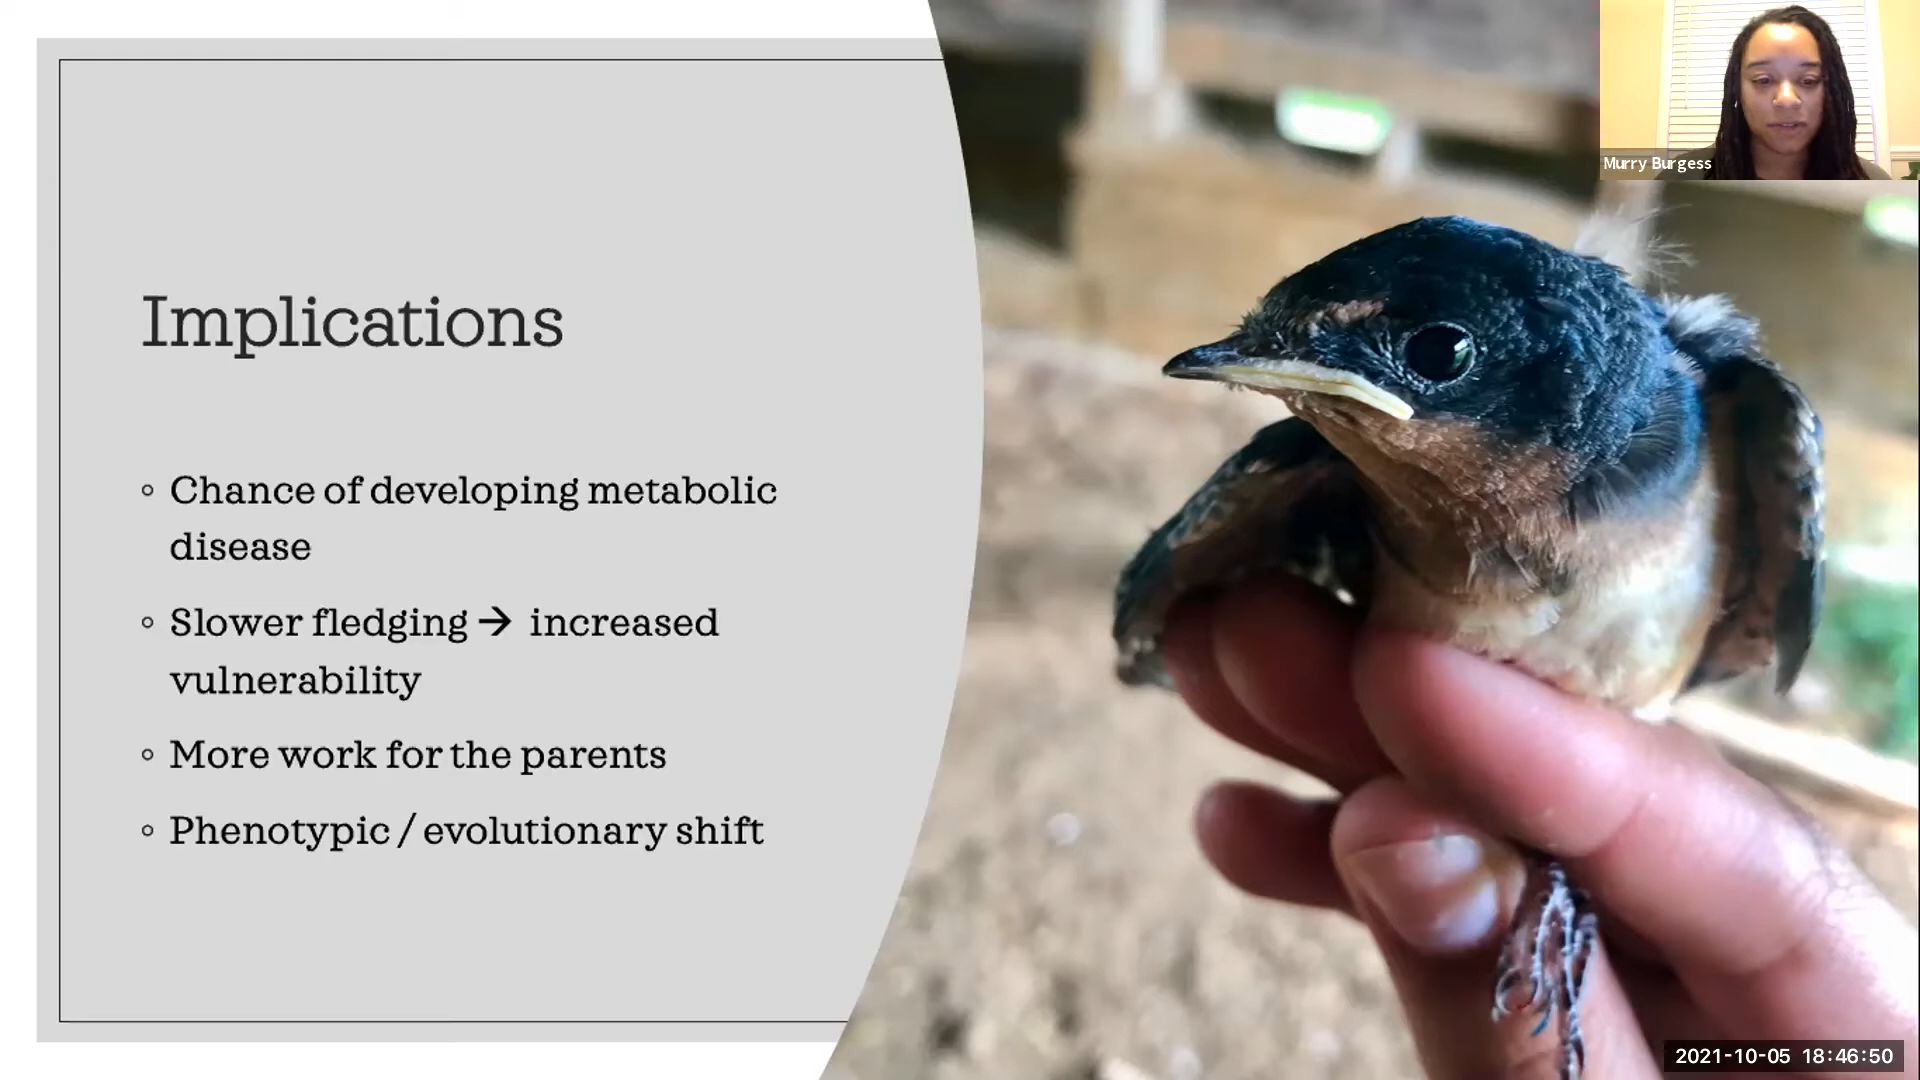 Murry Burgess
Implications
◦ Chance of developing metabolic
disease
◦ Slower fledging → increased
vulnerability
◦ More work for the parents
◦ Phenotypic / evolutionary shift
2021-10-05 18:46:50